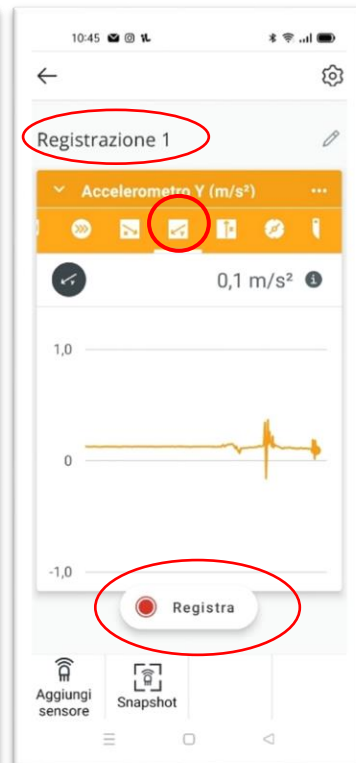 10:45
Registrazione 1
Accelerometro Y (m/s²)
0,1 m/s²
1,0
0
-1,0
Registra
Aggiungi
sensore
Snapshot